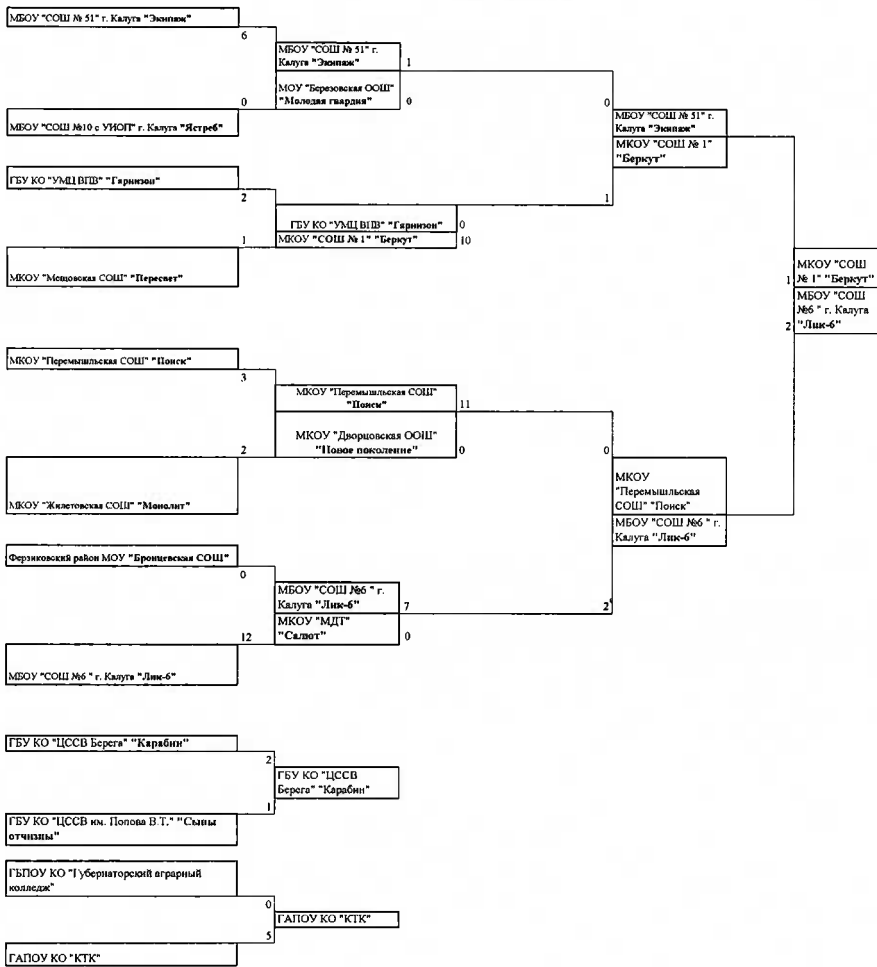 МБОУ "СОШ № 51" г. Калуга "Экипаж"
6
МБОУ "СОШ № 51" г.
Калуга "Экипаж"
1
МОУ "Березовская ООШ"
"Молодая гвардия"
0
0
0
МБОУ "СОШ №10 с УИОП" г. Калуга "Ястреб"
МБОУ "СОШ № 51" г.
Калуга "Экипаж"
МКОУ "СОШ № 1"
"Беркут"
ГБУ КО "УМЦ ВПВ" "Гарнизон"
2
1
ГБУ КО "УМЦ ВПВ" "Гарнизон"
0
1
МКОУ "СОШ № 1" "Беркут"
10
МКОУ "Мещовская СОШ" "Пересвет"
1
МКОУ "СОШ
№ 1" "Беркут"
2
МБОУ "СОШ
№6 " г. Калуга
"Лик-6"
МКОУ "Перемышльская СОШ" "Поиск"
3
МКОУ "Перемышльская СОШ"
"Поиск"
11
МКОУ "Дворцовская ООШ"
"Новое поколение"
2
0
0
МКОУ "Жилетовская СОШ" "Монолит"
МКОУ
"Перемышльская
СОШ" "Поиск"
МБОУ "СОШ №6 " г.
Калуга "Лик-6"
Ферзиковский район МОУ "Бронцевская СОШ"
0
МБОУ "СОШ №6 " г.
Калуга "Лик-6"
7
2
12
МКОУ "МДТ"
"Салют"
0
МБОУ "СОШ №6 " г. Калуга "Лик-6"
ГБУ КО "ЦССВ Берега" "Карабин"
2
ГБУ КО "ЦССВ
Берега" "Карабин"
1
ГБУ КО "ЦССВ им. Попова В.Т." "Сыны
отчизны"
ГБПОУ КО "Губернаторский аграрный
колледж"
0
ГАПОУ КО "КТК"
5
ГАПОУ КО "КТК"